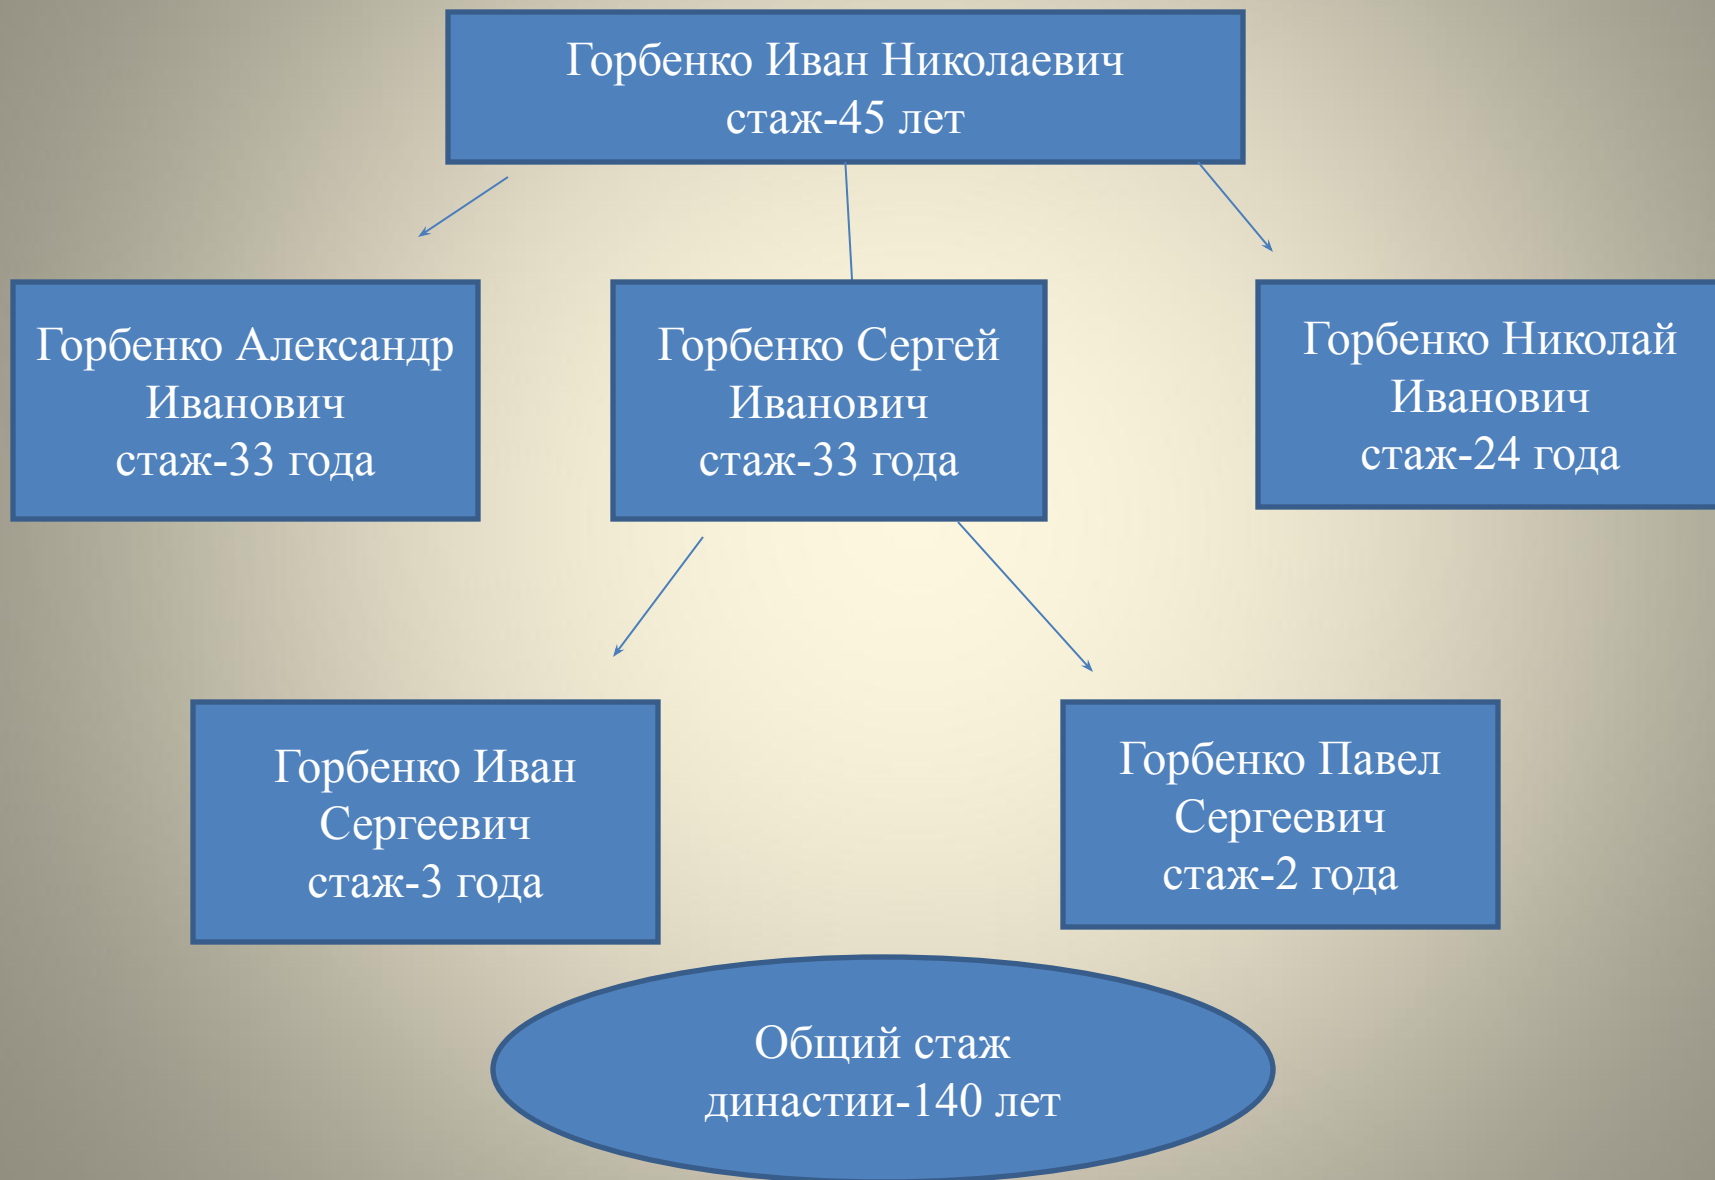 Горбенко Иван Николаевич
стаж-45 лет
Горбенко Александр
Иванович
стаж-33 года
Горбенко Сергей
Иванович
стаж-33 года
Горбенко Николай
Иванович
стаж-24 года
Горбенко Иван
Сергеевич
стаж-3 года
Горбенко Павел
Сергеевич
стаж-2 года
Общий стаж
династии-140 лет